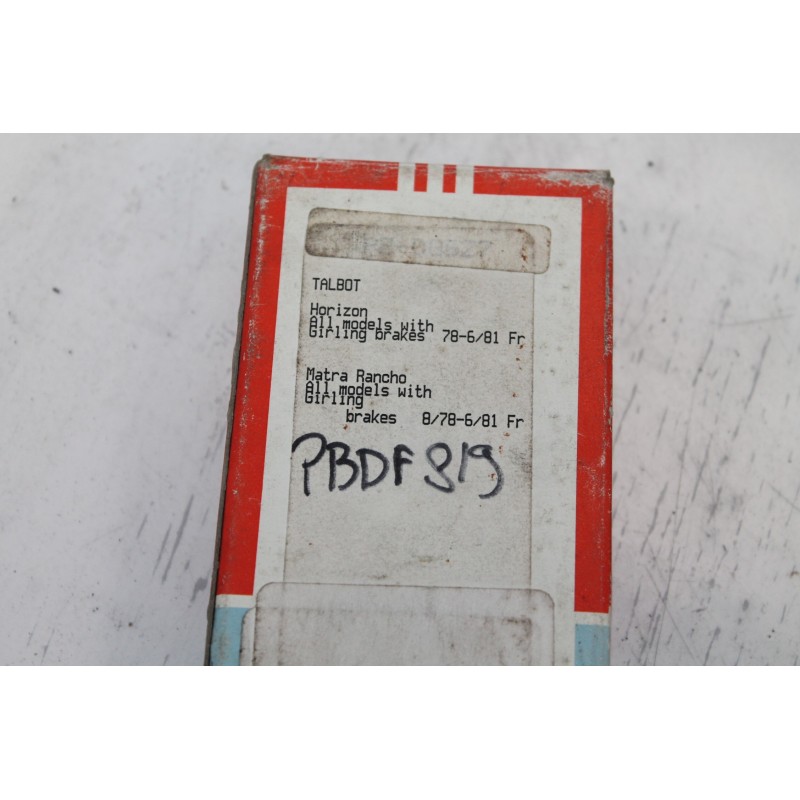 TALBOT
Horizon
All models with
Girling brakes 78-6/81 Fr
Matra Rancho
All models with
Girling
brakes 8/78-6/81 Fr
PBDF 819